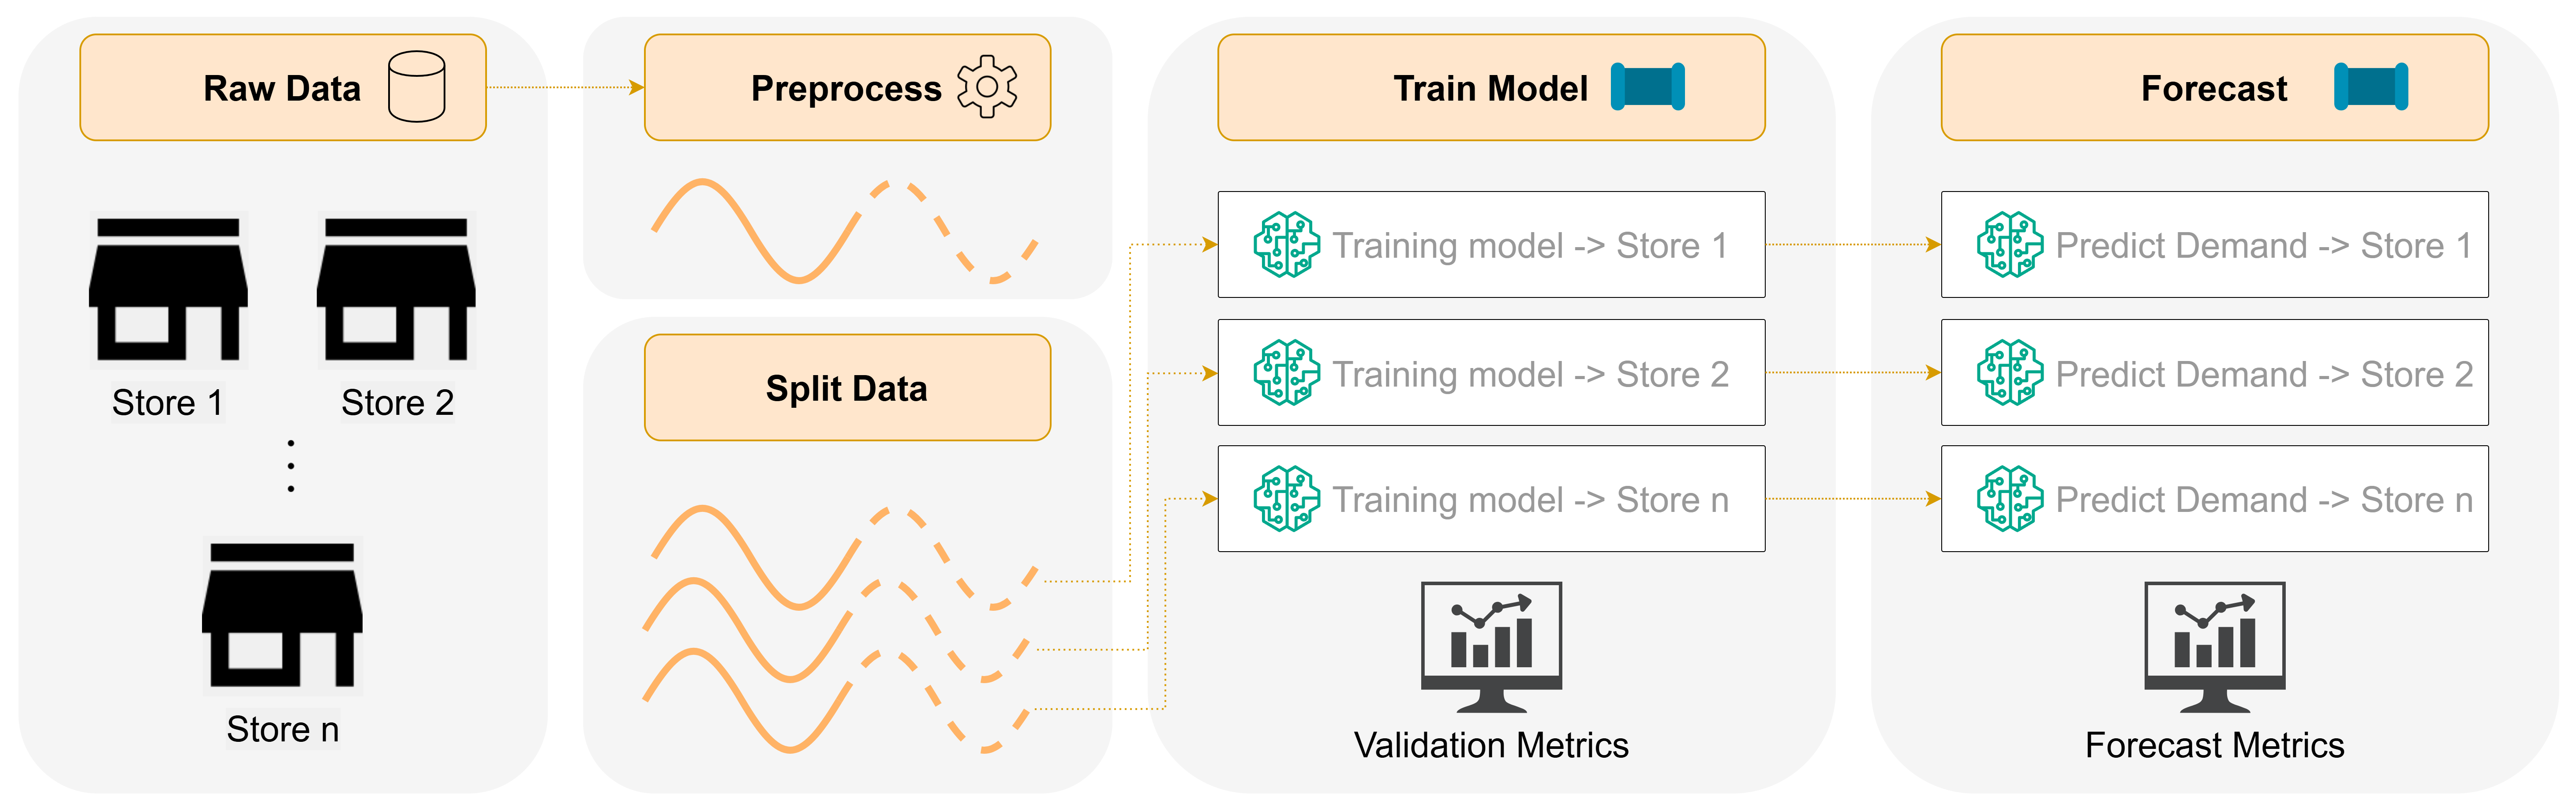 Raw Data
Store 1
Store 2
Store n
Preprocess
Split Data
Train Model
Training model -> Store 1
Training model -> Store 2
Training model -> Store n
Validation Metrics
Forecast
Predict Demand -> Store 1
Predict Demand -> Store 2
Predict Demand -> Store n
Forecast Metrics